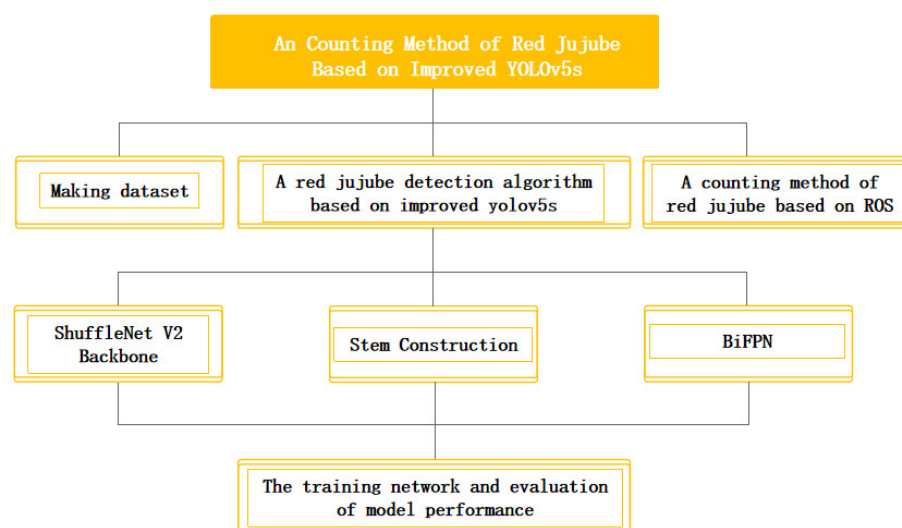 An Counting Method of Red Jujube
Based on Improved YOLOv5s
Making dataset
A red jujube detection algorithm
based on improved yolov5s
A counting method of
red jujube based on ROS
ShuffleNet V2
Backbone
Stem Construction
BiFPN
The training network and evaluation
of model performance